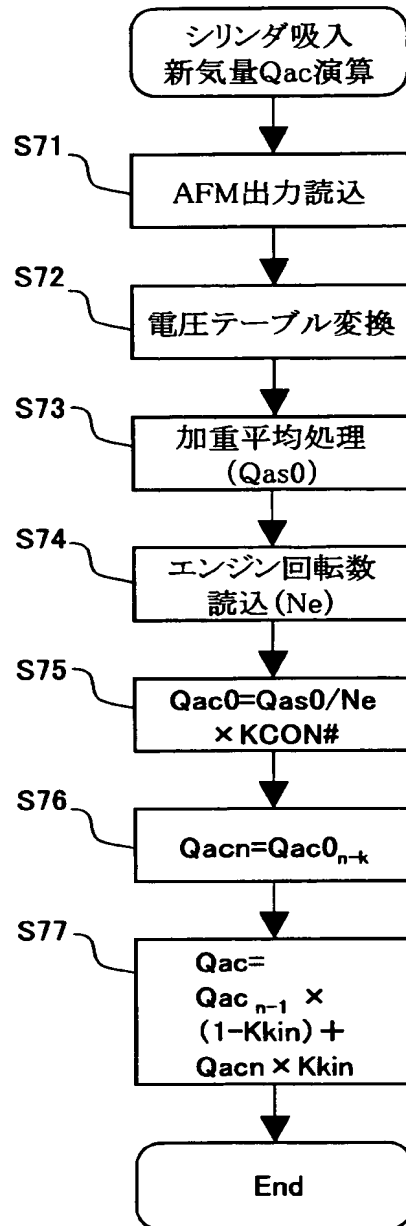 シリンダ吸入
新気量Qac演算
S71
AFM出力読込
S72
電圧テーブル変換
S73
加重平均処理
(Qas0)
S74
エンジン回転数
読込(Ne)
S75
Qac0=Qas0/Ne
×KCON#
S76
Qacn=Qac0n-k
S77
Qac=
Qac n-1 ×
(1-Kkin)+
Qacn×Kkin
End